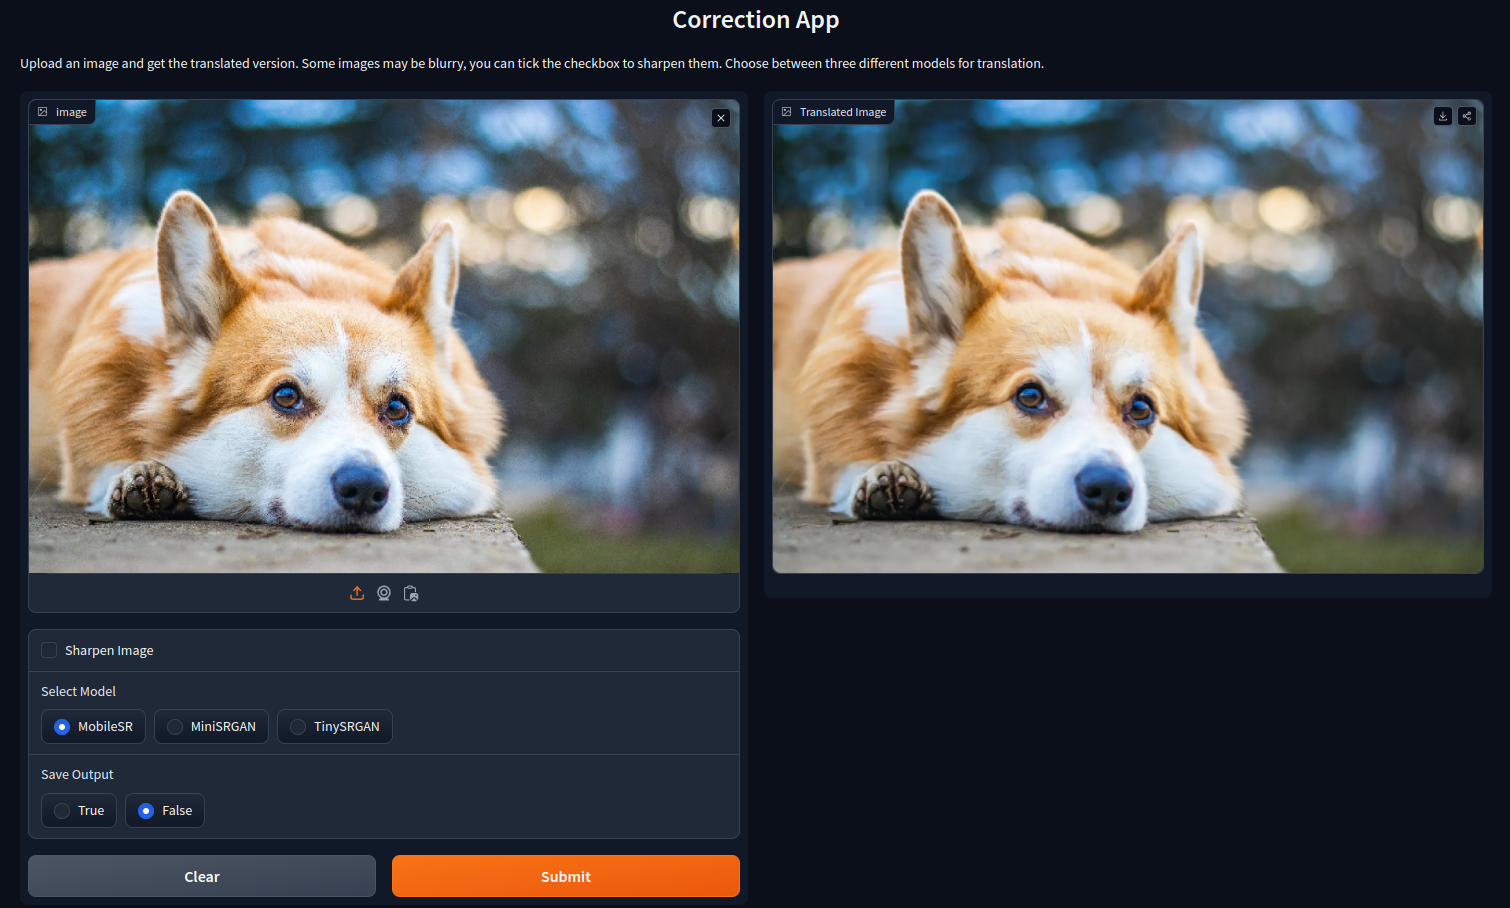 Correction App
Upload an image and get the translated version. Some images may be blurry, you can tick the checkbox to sharpen them. Choose between three different models for translation.
image
Translated Image
Sharpen Image
Select Model
MobileSR MiniSRGAN TinySRGAN
Save Output
True False
Clear Submit